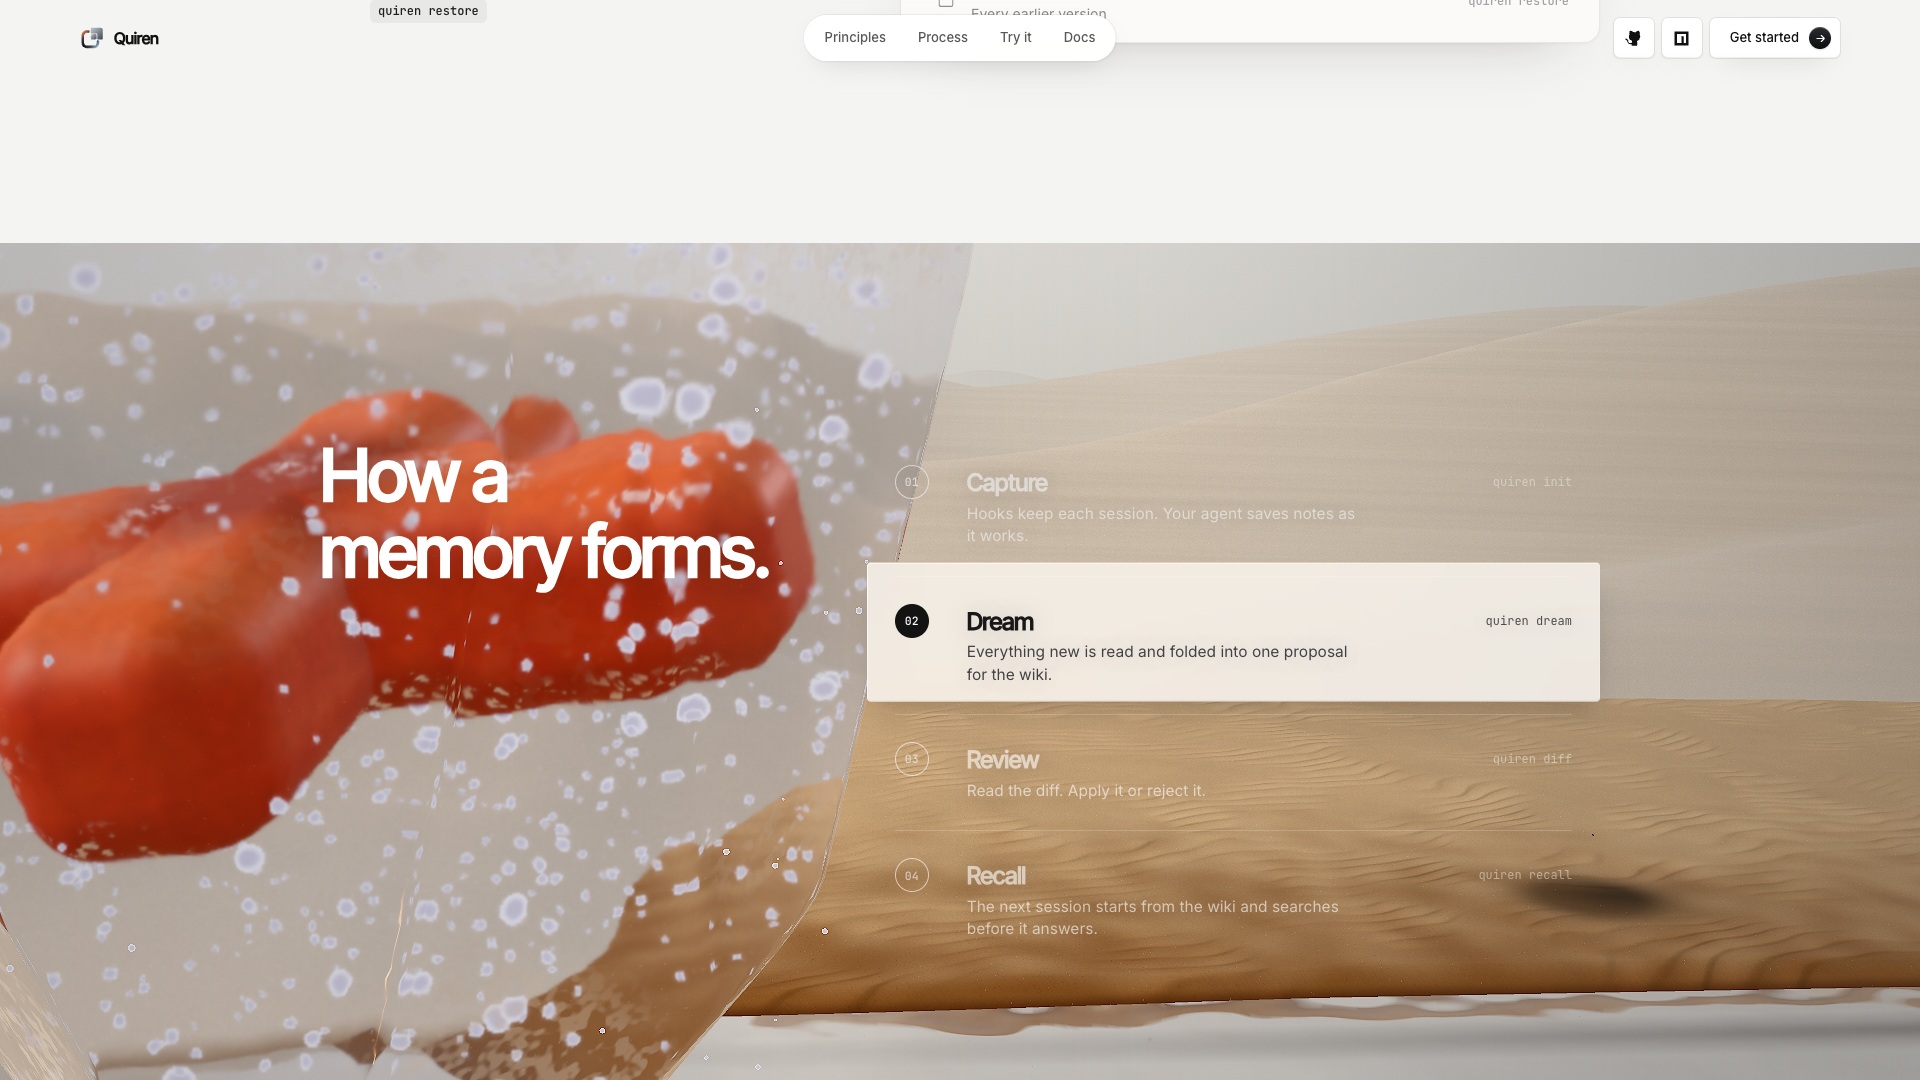 quiren restore
Every earlier version
quiren restore
Quiren
Principles
Process
Try it
Docs
Get started
How a
memory forms.
01
Capture
quiren init
Hooks keep each session. Your agent saves notes as
it works.
02
Dream
quiren dream
Everything new is read and folded into one proposal
for the wiki.
03
Review
quiren diff
Read the diff. Apply it or reject it.
04
Recall
quiren recall
The next session starts from the wiki and searches
before it answers.